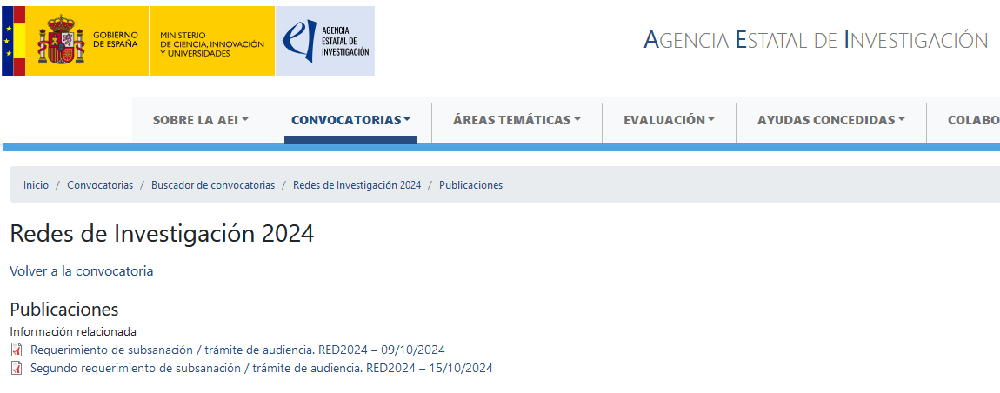 GOBIERNO
DE ESPAÑA
MINISTERIO
DE CIENCIA, INNOVACIÓN
Y UNIVERSIDADES
AGENCIA
ESTATAL DE
INVESTIGACIÓN
AGENCIA ESTATAL DE INVESTIGACIÓN
SOBRE LA AEI CONVOCATORIAS ÁREAS TEMÁTICAS EVALUACIÓN AYUDAS CONCEDIDAS COLABO
Inicio / Convocatorias / Buscador de convocatorias / Redes de Investigación 2024 / Publicaciones
Redes de Investigación 2024
Volver a la convocatoria
Publicaciones
Información relacionada
Requerimiento de subsanación / trámite de audiencia. RED2024 – 09/10/2024
Segundo requerimiento de subsanación / trámite de audiencia. RED2024 – 15/10/2024